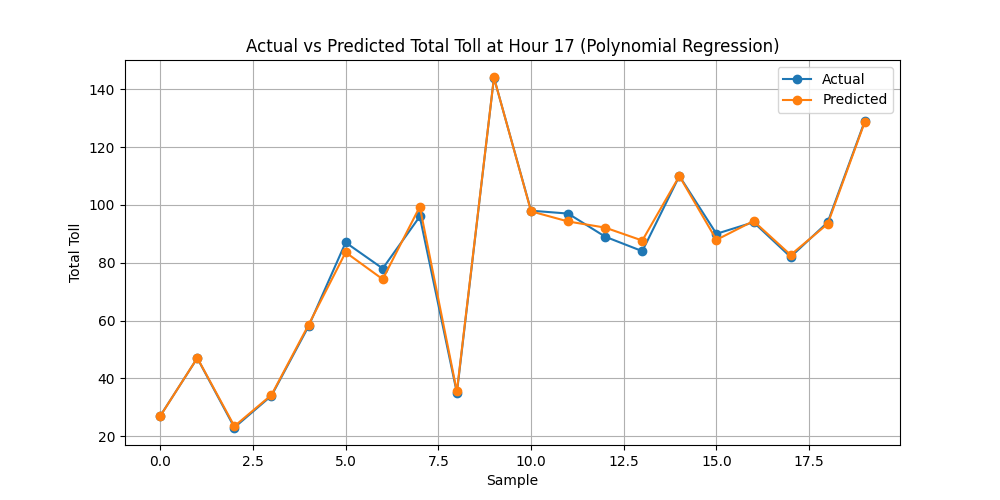 Actual vs Predicted Total Toll at Hour 17 (Polynomial Regression)
Actual
Predicted
Total Toll
140
120
100
80
60
40
20
0.0 2.5 5.0 7.5 10.0 12.5 15.0 17.5
Sample